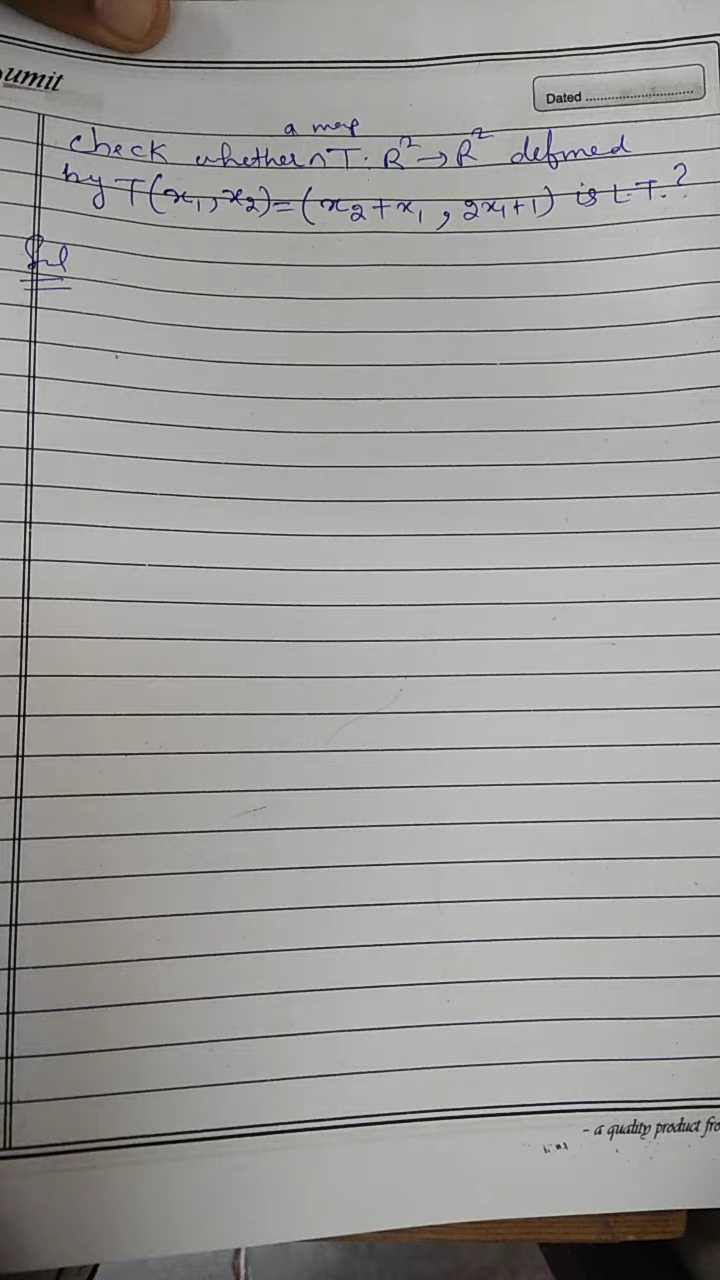 umit
Dated
a map
Check whether ∧ T: R² → R² defined
by T(x₁, x₂) = (x₂ + x₁, 2x₁ + 1) is L.T.?
Sol
- a quality product fro